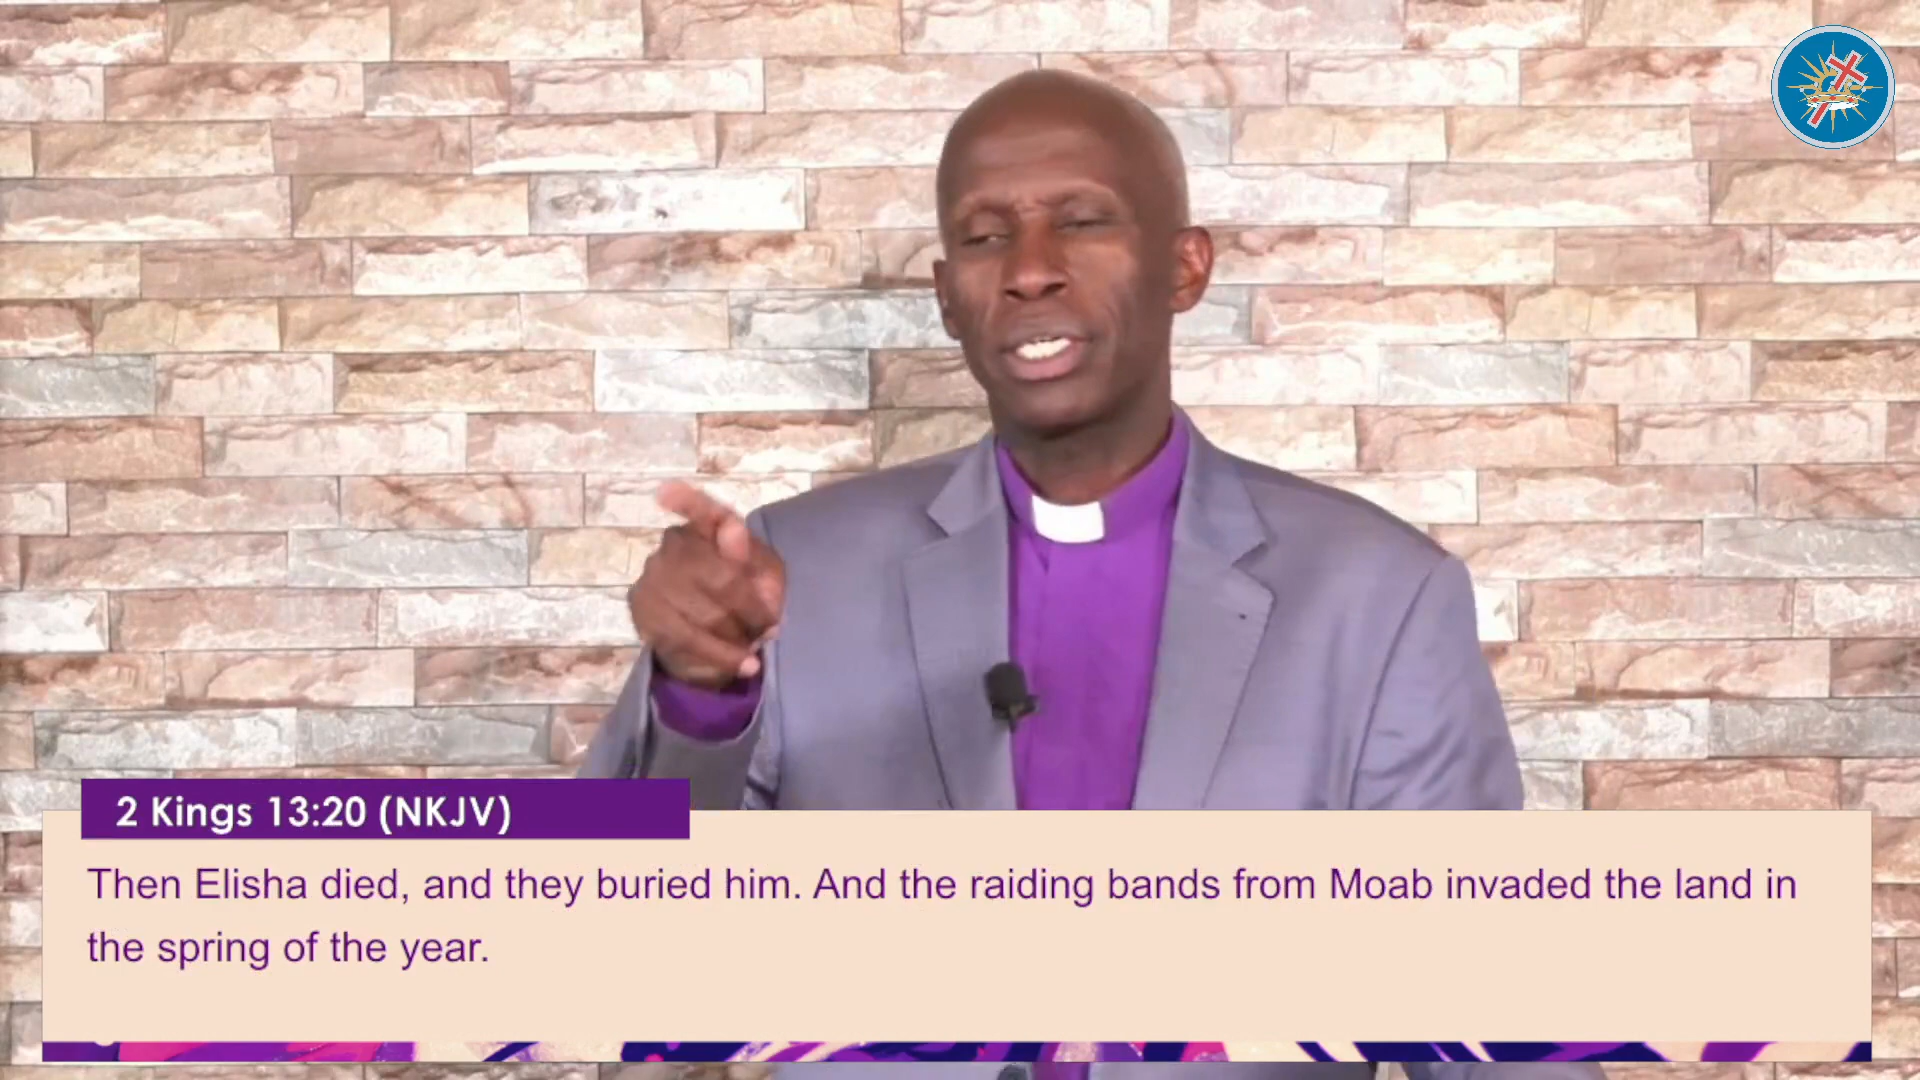 2 Kings 13:20 (NKJV)
Then Elisha died, and they buried him. And the raiding bands from Moab invaded the land in
the spring of the year.